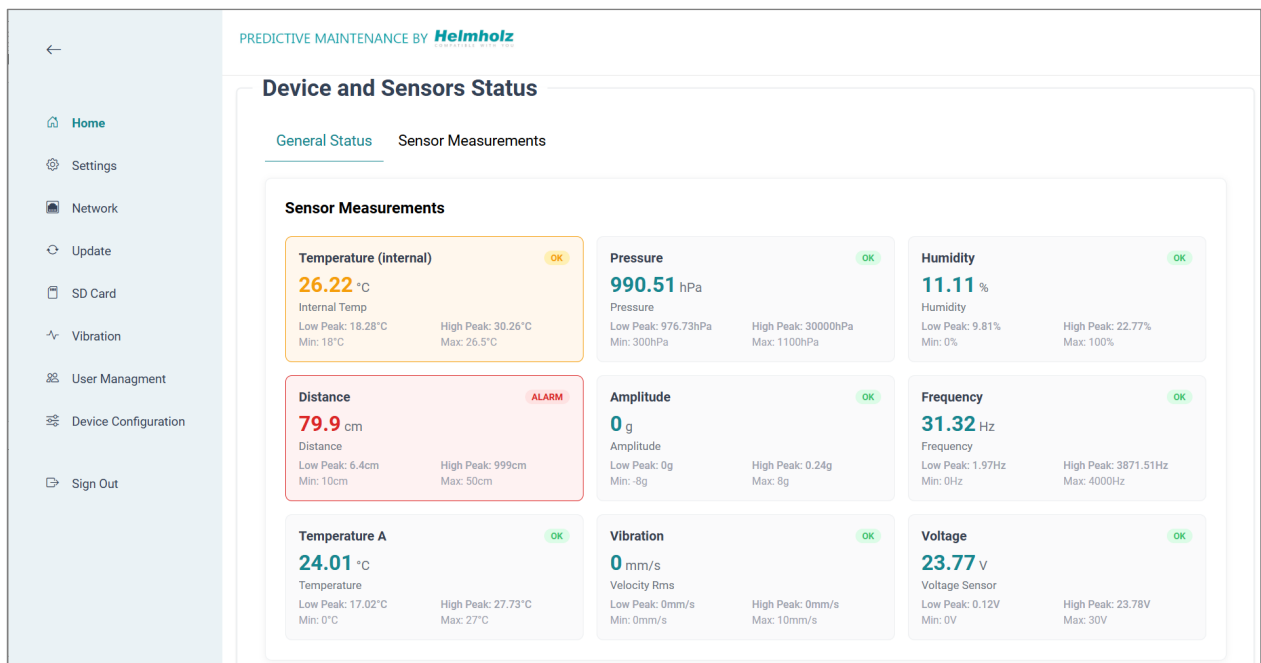 PREDICTIVE MAINTENANCE BY Helmholz
COMPATIBLE WITH YOU
Home
Settings
Network
Update
SD Card
Vibration
User Managment
Device Configuration
Sign Out
Device and Sensors Status
General Status Sensor Measurements
Sensor Measurements
Temperature (internal) OK
26.22 °C
Internal Temp
Low Peak: 18.28°C High Peak: 30.26°C
Min: 18°C Max: 26.5°C
Pressure OK
990.51 hPa
Pressure
Low Peak: 976.73hPa High Peak: 30000hPa
Min: 300hPa Max: 1100hPa
Humidity OK
11.11 %
Humidity
Low Peak: 9.81% High Peak: 22.77%
Min: 0% Max: 100%
Distance ALARM
79.9 cm
Distance
Low Peak: 6.4cm High Peak: 999cm
Min: 10cm Max: 50cm
Amplitude OK
0 g
Amplitude
Low Peak: 0g High Peak: 0.24g
Min: -8g Max: 8g
Frequency OK
31.32 Hz
Frequency
Low Peak: 1.97Hz High Peak: 3871.51Hz
Min: 0Hz Max: 4000Hz
Temperature A OK
24.01 °C
Temperature
Low Peak: 17.02°C High Peak: 27.73°C
Min: 0°C Max: 27°C
Vibration OK
0 mm/s
Velocity Rms
Low Peak: 0mm/s High Peak: 0mm/s
Min: 0mm/s Max: 10mm/s
Voltage OK
23.77 V
Voltage Sensor
Low Peak: 0.12V High Peak: 23.78V
Min: 0V Max: 30V